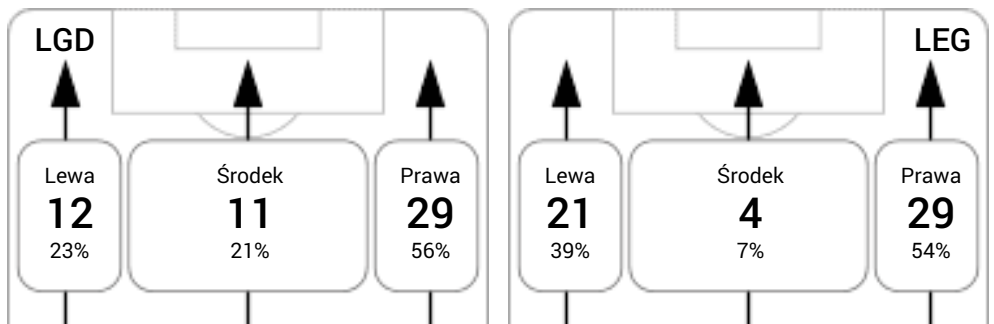 LGD
Lewa
12
23%
Środek
11
21%
Prawa
29
56%
LEG
Lewa
21
39%
Środek
4
7%
Prawa
29
54%